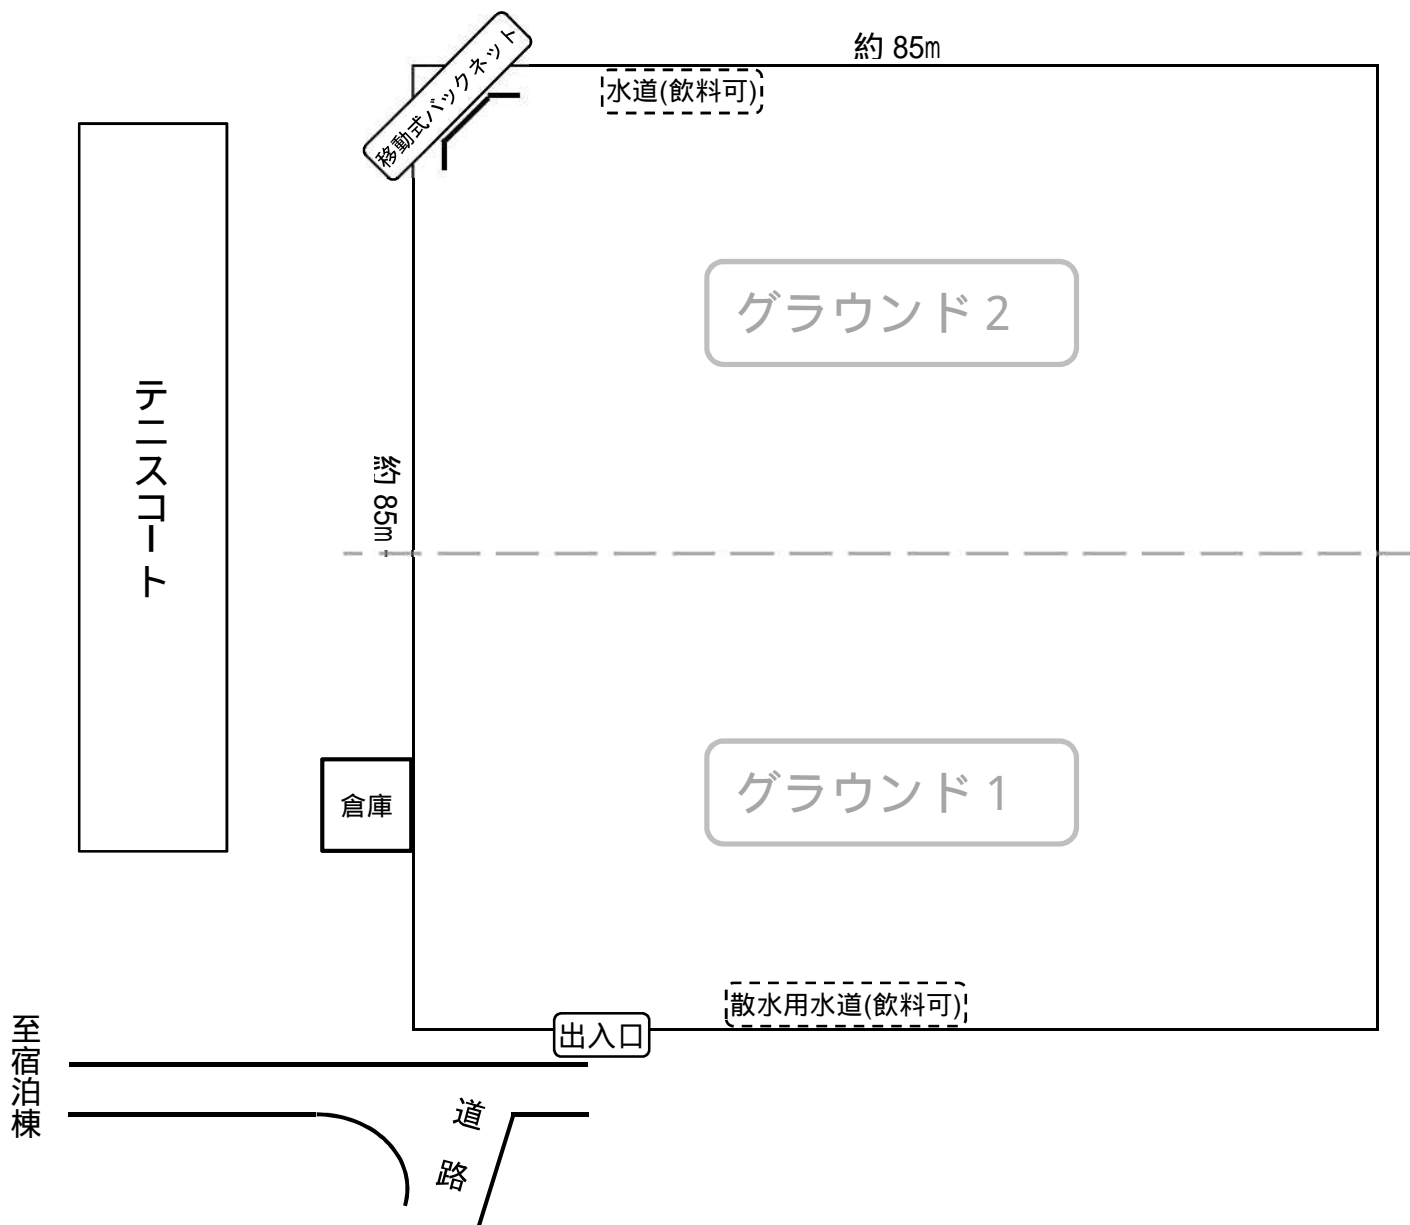 約 85m
移動式バックネット
水道(飲料可)
グラウンド 2
テニスコート
約 85m
グラウンド 1
倉庫
散水用水道(飲料可)
出入口
至宿泊棟
道路